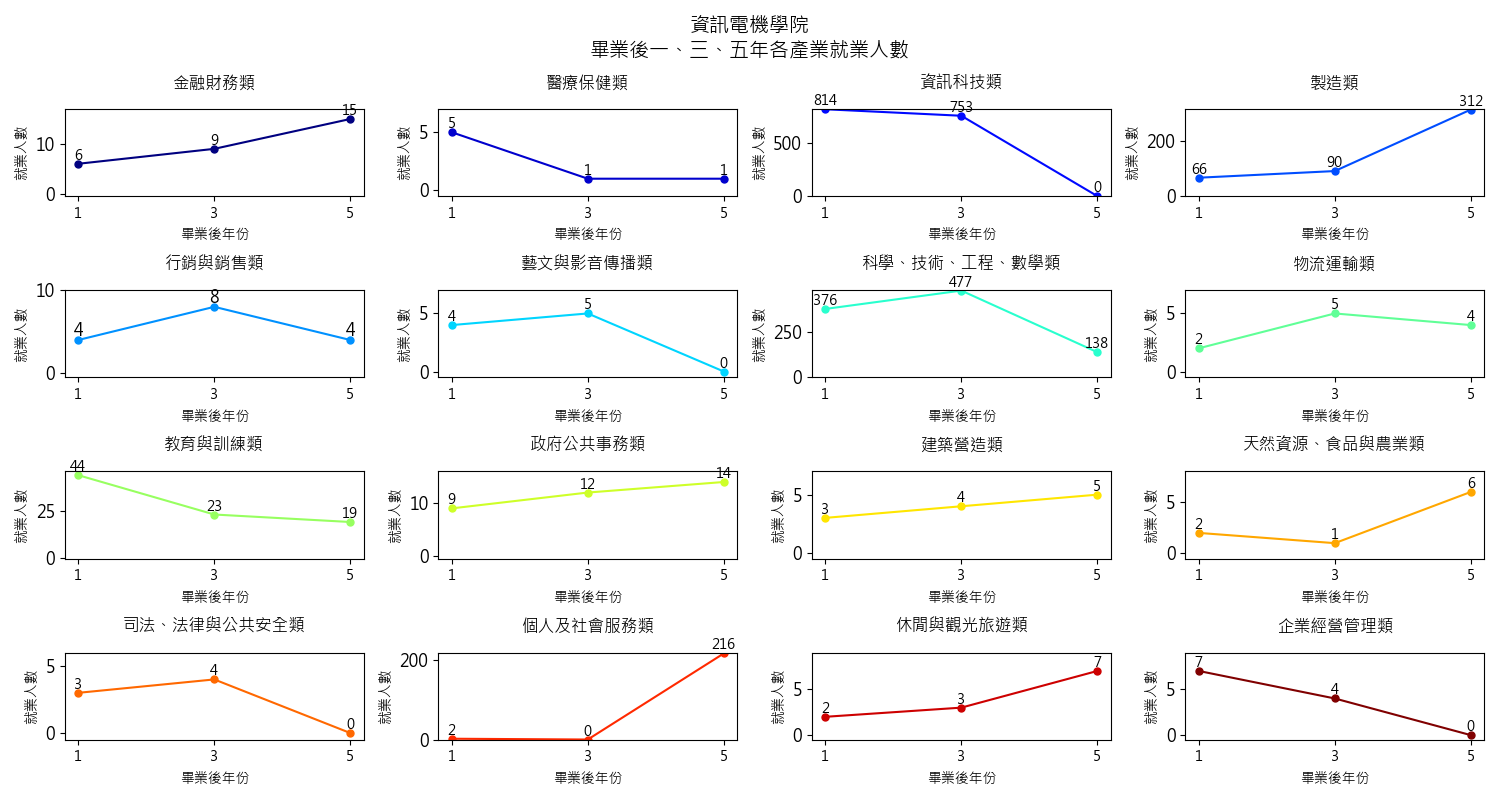 資訊電機學院
畢業後一、三、五年各產業就業人數
金融財務類
就業人數
10
0
6
9
15
1
3
5
畢業後年份
醫療保健類
就業人數
5
0
5
1
1
1
3
5
畢業後年份
資訊科技類
就業人數
500
0
814
753
0
1
3
5
畢業後年份
製造類
就業人數
200
0
66
90
312
1
3
5
畢業後年份
行銷與銷售類
就業人數
10
0
4
8
4
1
3
5
畢業後年份
藝文與影音傳播類
就業人數
5
0
4
5
0
1
3
5
畢業後年份
科學、技術、工程、數學類
就業人數
250
0
376
477
138
1
3
5
畢業後年份
物流運輸類
就業人數
5
0
2
5
4
1
3
5
畢業後年份
教育與訓練類
就業人數
25
0
44
23
19
1
3
5
畢業後年份
政府公共事務類
就業人數
10
0
9
12
14
1
3
5
畢業後年份
建築營造類
就業人數
5
0
3
4
5
1
3
5
畢業後年份
天然資源、食品與農業類
就業人數
5
0
2
1
6
1
3
5
畢業後年份
司法、法律與公共安全類
就業人數
5
0
3
4
0
1
3
5
畢業後年份
個人及社會服務類
就業人數
200
0
2
0
216
1
3
5
畢業後年份
休閒與觀光旅遊類
就業人數
5
0
2
3
7
1
3
5
畢業後年份
企業經營管理類
就業人數
5
0
7
4
0
1
3
5
畢業後年份